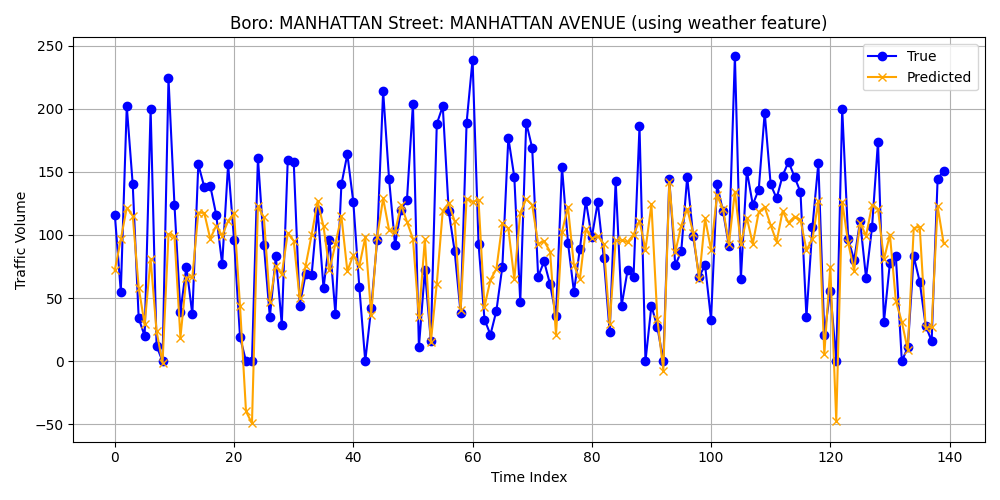 Boro: MANHATTAN Street: MANHATTAN AVENUE (using weather feature)
True
Predicted
Traffic Volume
250
200
150
100
50
0
−50
0 20 40 60 80 100 120 140
Time Index